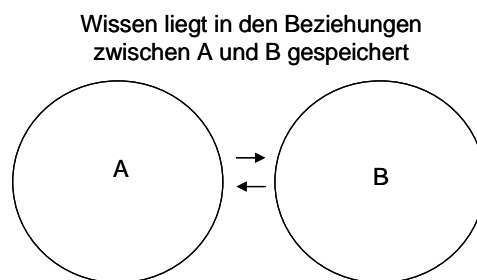 Wissen liegt in den Beziehungen
zwischen A und B gespeichert
A
B